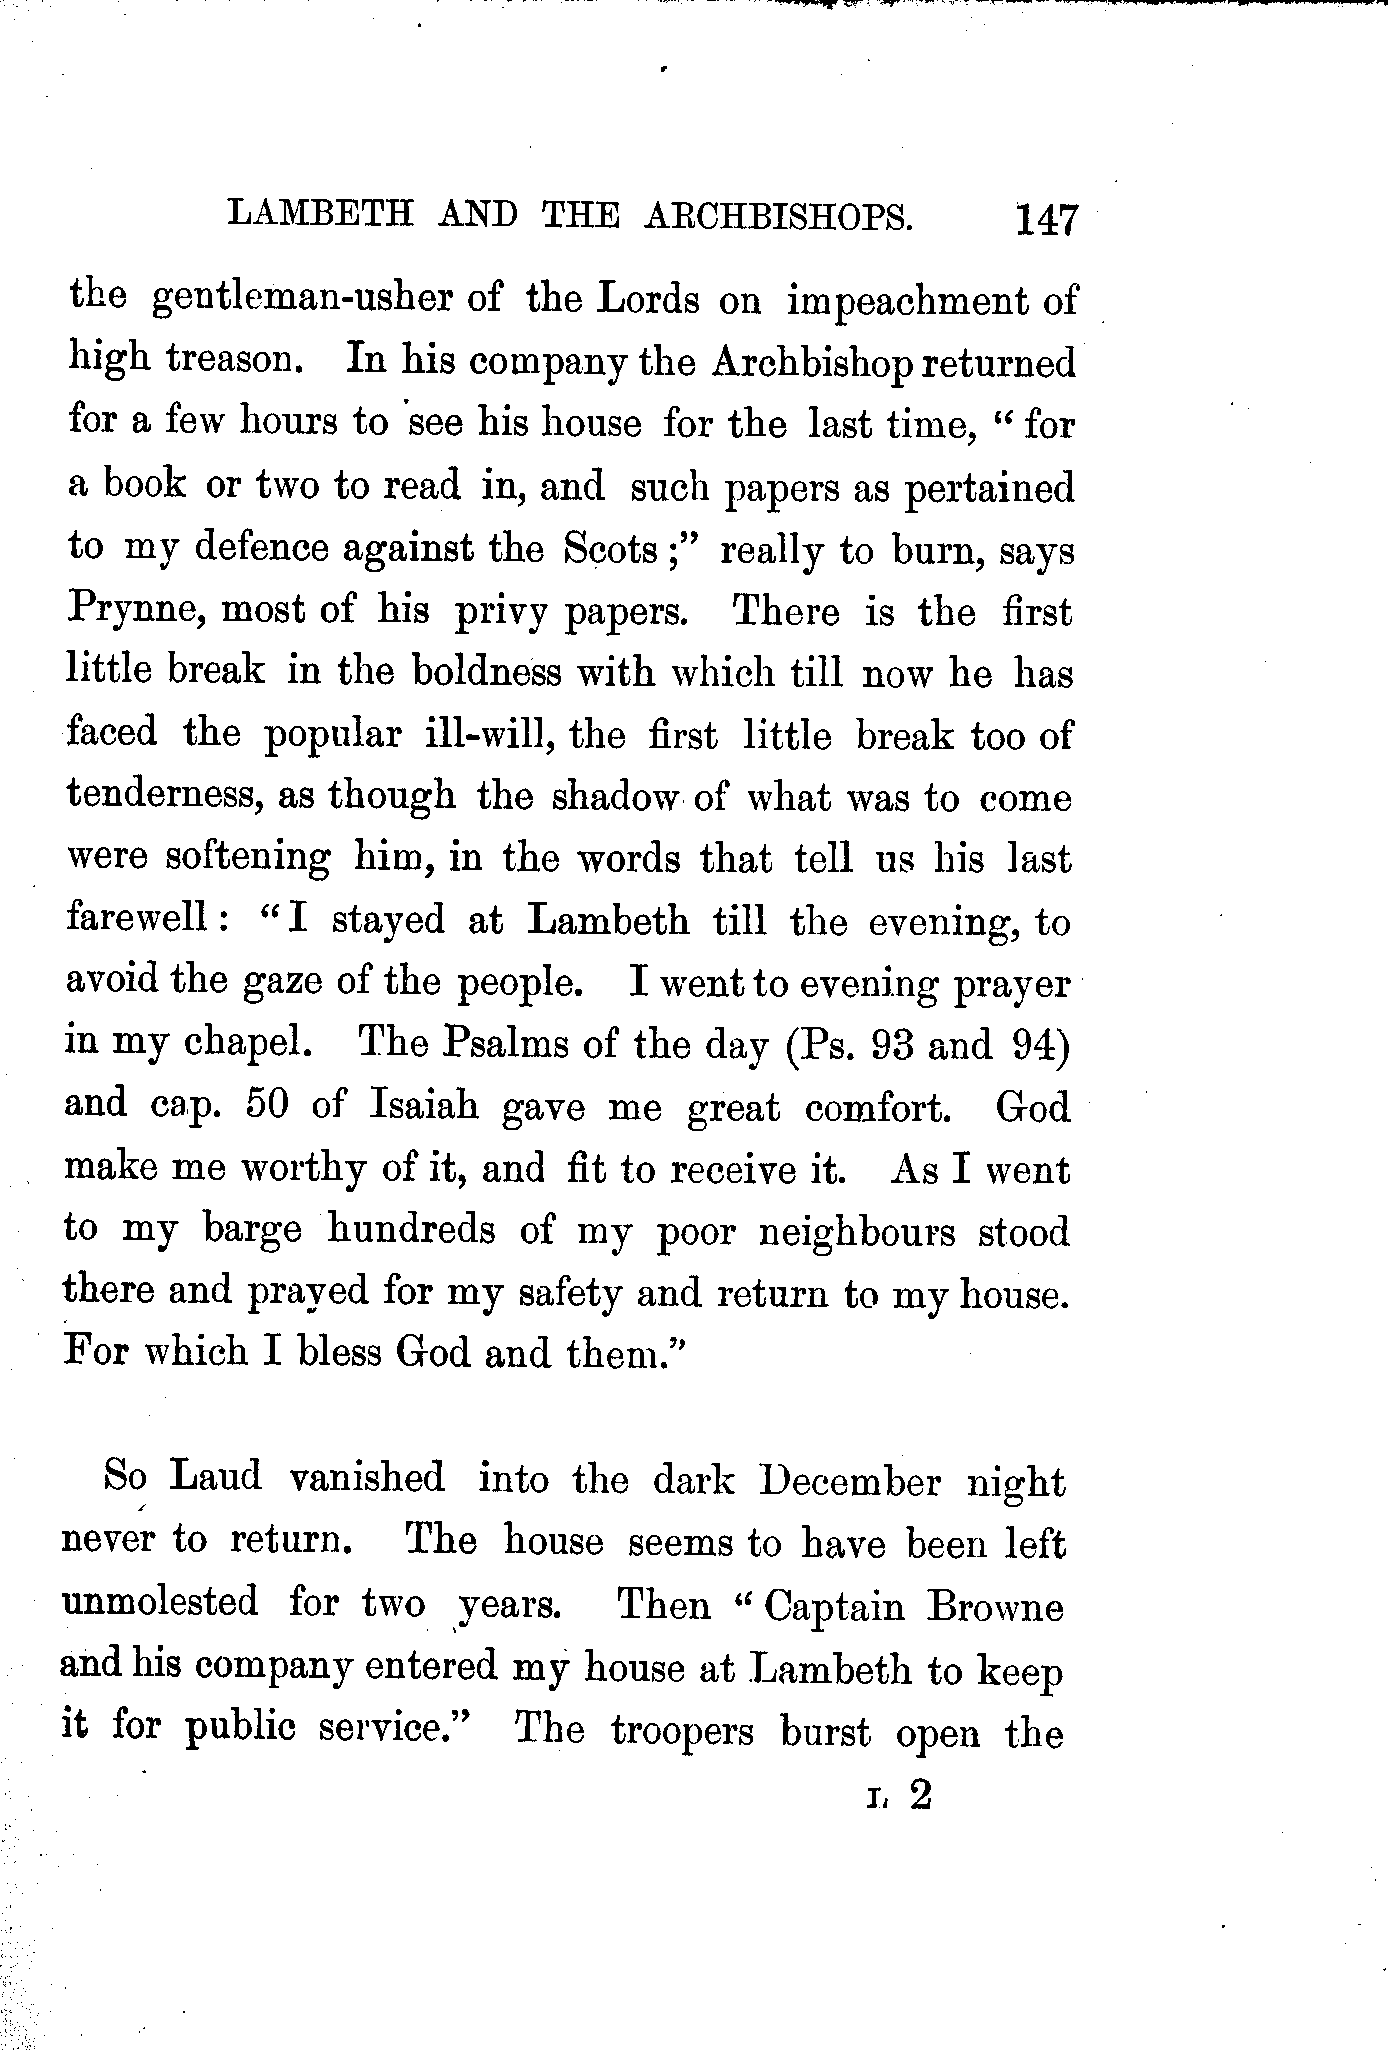 LAMBETH AND THE ARCHBISHOPS. 147
the gentleman-usher of the Lords on impeachment of
high treason. In his company the Archbishop returned
for a few hours to see his house for the last time, “ for
a book or two to read in, and such papers as pertained
to my defence against the Scots ;” really to burn, says
Prynne, most of his privy papers. There is the first
little break in the boldness with which till now he has
faced the popular ill-will, the first little break too of
tenderness, as though the shadow of what was to come
were softening him, in the words that tell us his last
farewell : “ I stayed at Lambeth till the evening, to
avoid the gaze of the people. I went to evening prayer
in my chapel. The Psalms of the day (Ps. 93 and 94)
and cap. 50 of Isaiah gave me great comfort. God
make me worthy of it, and fit to receive it. As I went
to my barge hundreds of my poor neighbours stood
there and prayed for my safety and return to my house.
For which I bless God and them.”
So Laud vanished into the dark December night
never to return. The house seems to have been left
unmolested for two years. Then “ Captain Browne
and his company entered my house at Lambeth to keep
it for public service.” The troopers burst open the
L 2